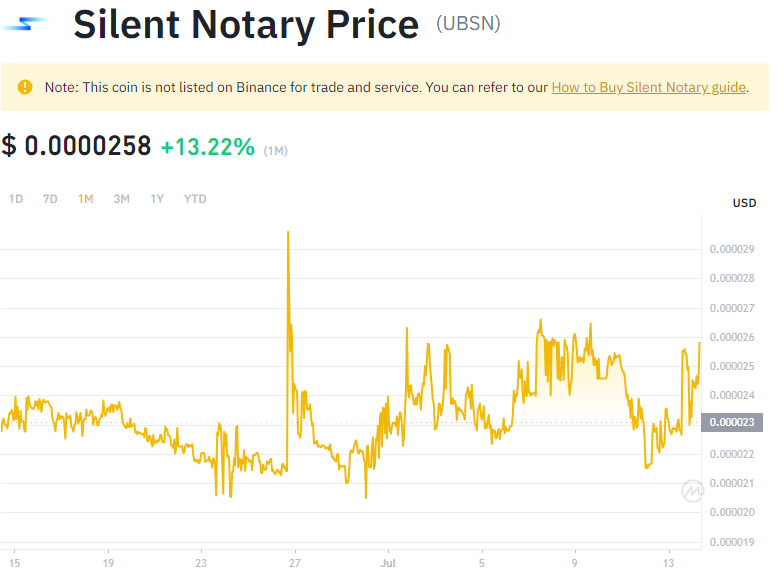 Silent Notary Price (UBSN)
Note: This coin is not listed on Binance for trade and service. You can refer to our How to Buy Silent Notary guide.
$ 0.0000258 +13.22% (1M)
1D 7D 1M 3M 1Y YTD
USD
0.000029
0.000028
0.000027
0.000026
0.000025
0.000024
0.000023
0.000022
0.000021
0.000020
0.000019
15 19 23 27 Jul 5 9 13